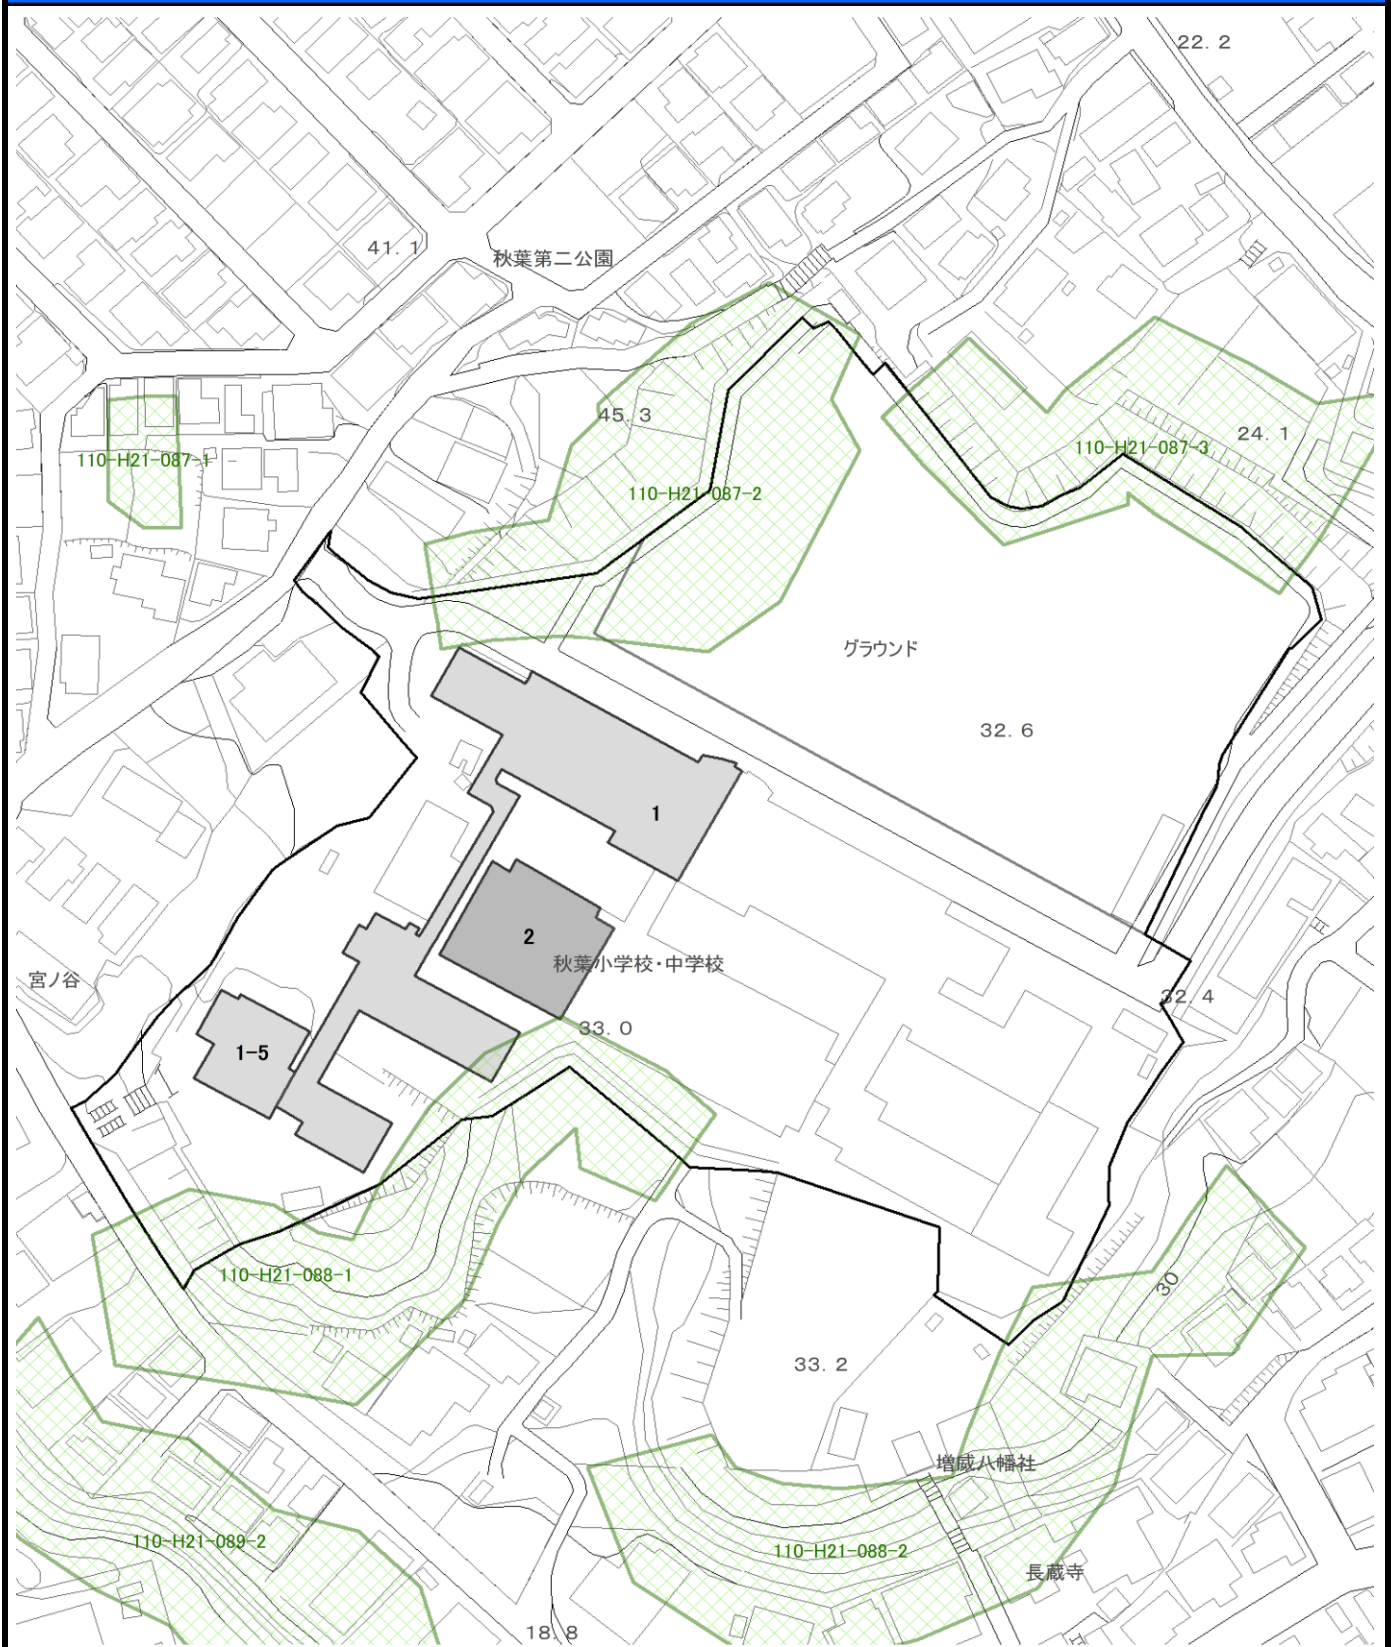 22. 2
41. 1
秋葉第二公園
45. 3
24. 1
110-H21-087-3
110-H21-087-1
110-H21-087-2
グラウンド
32. 6
1
2
秋葉小学校・中学校
宮ノ谷
32. 4
33. 0
1-5
110-H21-088-1
30
33. 2
増威八幡社
110-H21-089-2
110-H21-088-2
長蔵寺
18. 8